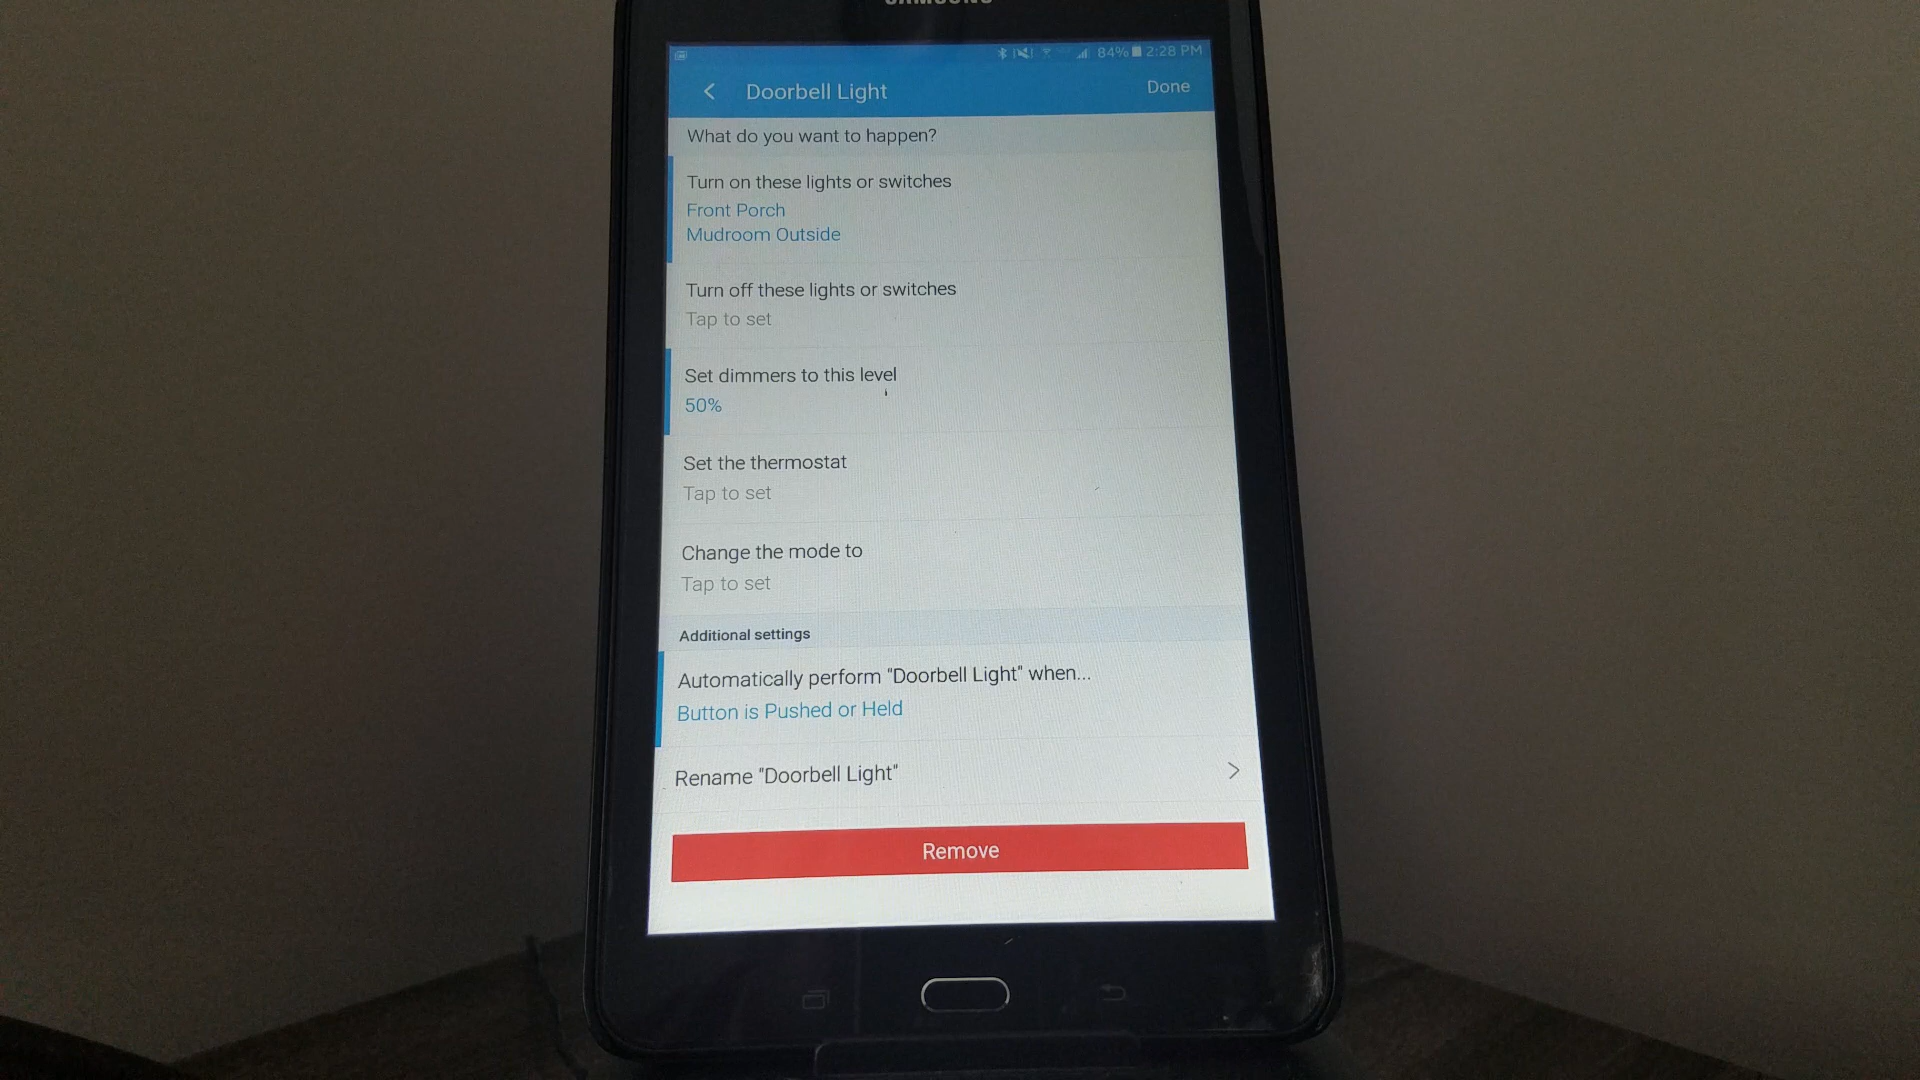 SAMSUNG
84% 2:28 PM
Doorbell Light
Done
What do you want to happen?
Turn on these lights or switches
Front Porch
Mudroom Outside
Turn off these lights or switches
Tap to set
Set dimmers to this level
50%
Set the thermostat
Tap to set
Change the mode to
Tap to set
Additional settings
Automatically perform "Doorbell Light" when...
Button is Pushed or Held
Rename "Doorbell Light"
Remove